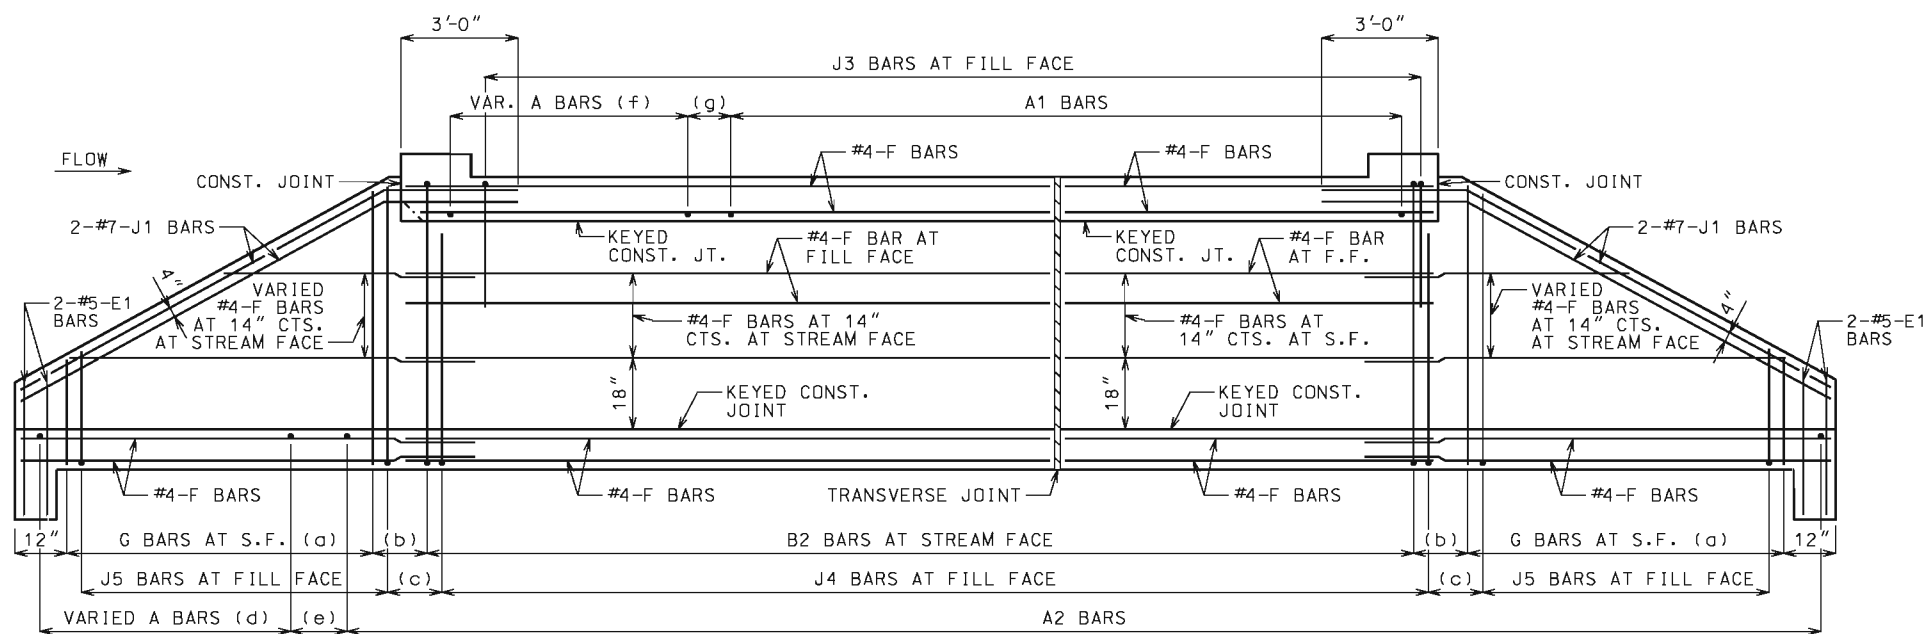 3'-0"
3'-0"
J3 BARS AT FILL FACE
VAR. A BARS (f)
(g)
A1 BARS
FLOW
#4-F BARS
#4-F BARS
CONST. JOINT
CONST. JOINT
2-#7-J1 BARS
KEYED
CONST. JT.
#4-F BAR AT
FILL FACE
KEYED
CONST. JT.
#4-F BAR
AT F.F.
2-#7-J1 BARS
4"
2-#5-E1
BARS
VARIED
#4-F BARS
AT 14" CTS.
AT STREAM FACE
#4-F BARS AT 14"
CTS. AT STREAM FACE
#4-F BARS AT
14" CTS. AT S.F.
VARIED
#4-F BARS
AT 14" CTS.
AT STREAM FACE
4"
2-#5-E1
BARS
18"
KEYED CONST.
JOINT
18"
KEYED CONST.
JOINT
#4-F BARS
#4-F BARS
TRANSVERSE JOINT
#4-F BARS
#4-F BARS
12"
G BARS AT S.F. (a)
(b)
B2 BARS AT STREAM FACE
(b)
G BARS AT S.F. (a)
12"
J5 BARS AT FILL FACE
(c)
J4 BARS AT FILL FACE
(c)
J5 BARS AT FILL FACE
VARIED A BARS (d)
(e)
A2 BARS